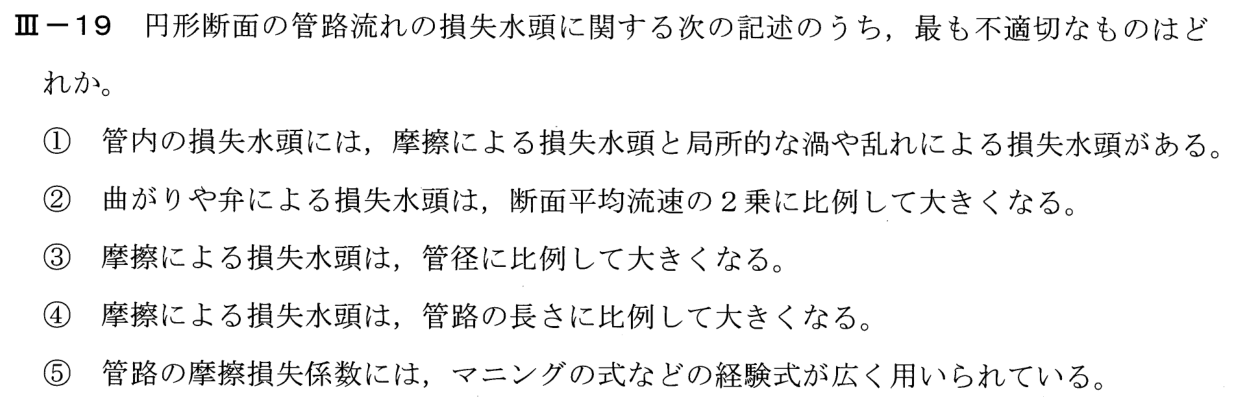 Ⅲ－19　円形断面の管路流れの損失水頭に関する次の記述のうち，最も不適切なものはど
れか。
①　管内の損失水頭には，摩擦による損失水頭と局所的な渦や乱れによる損失水頭がある。
②　曲がりや弁による損失水頭は，断面平均流速の２乗に比例して大きくなる。
③　摩擦による損失水頭は，管径に比例して大きくなる。
④　摩擦による損失水頭は，管路の長さに比例して大きくなる。
⑤　管路の摩擦損失係数には，マニングの式などの経験式が広く用いられている。